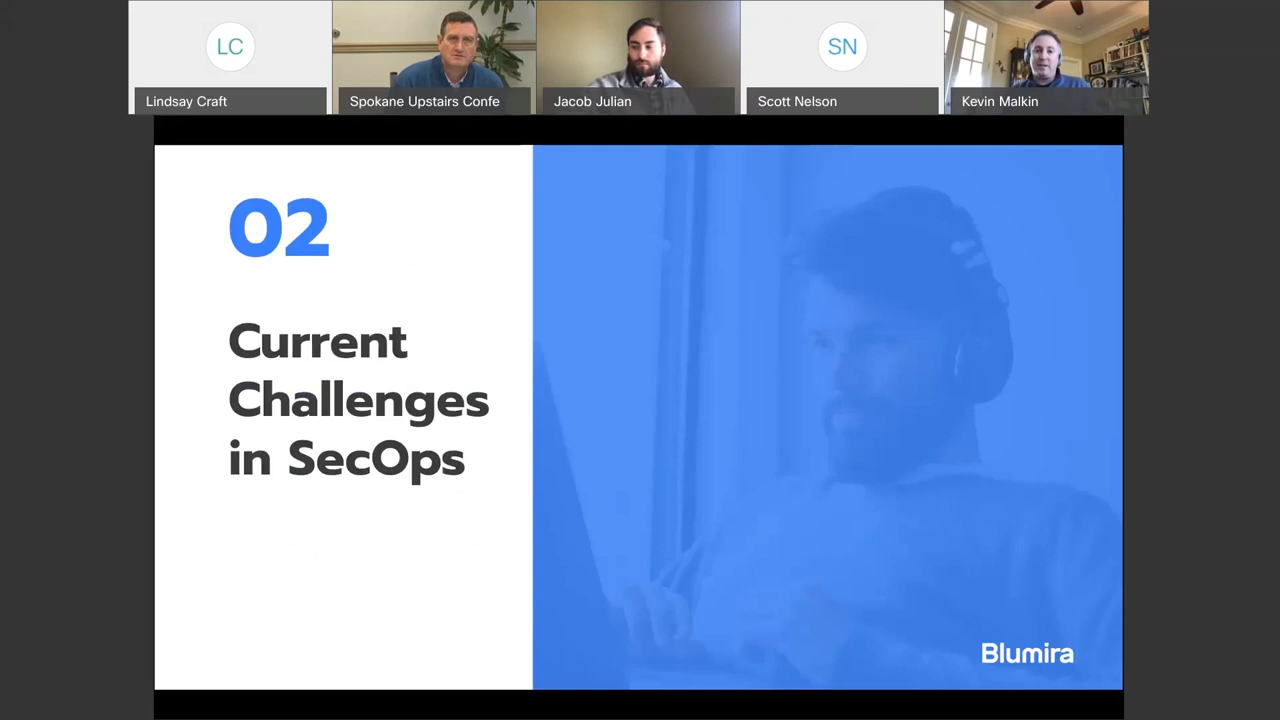 LC
SN
Lindsay Craft
Spokane Upstairs Confe
Jacob Julian
Scott Nelson
Kevin Malkin
02
Current
Challenges
in SecOps
Blumira